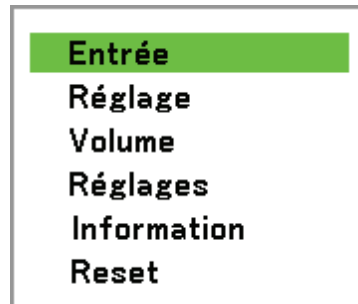 Entrée
Réglage
Volume
Réglages
Information
Reset